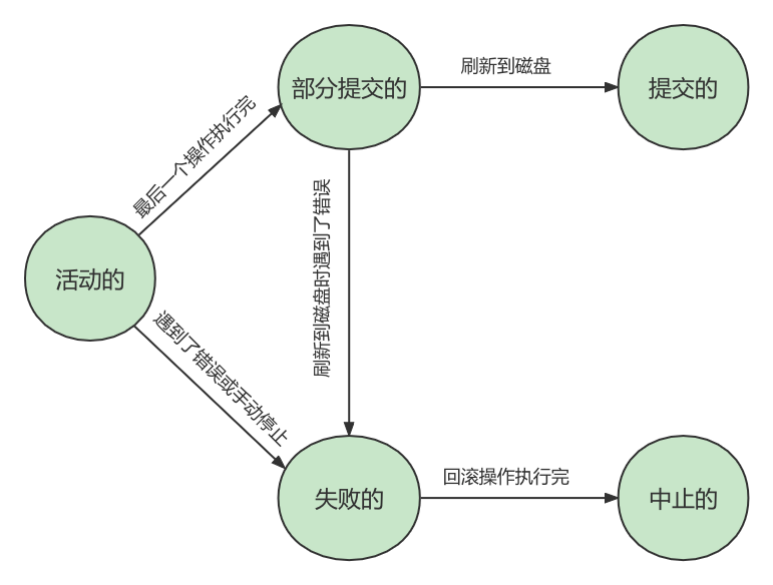 部分提交的
刷新到磁盘
提交的
最后一个操作执行完
刷新到磁盘时遇到了错误
活动的
遇到了错误或手动停止
失败的
回滚操作执行完
中止的